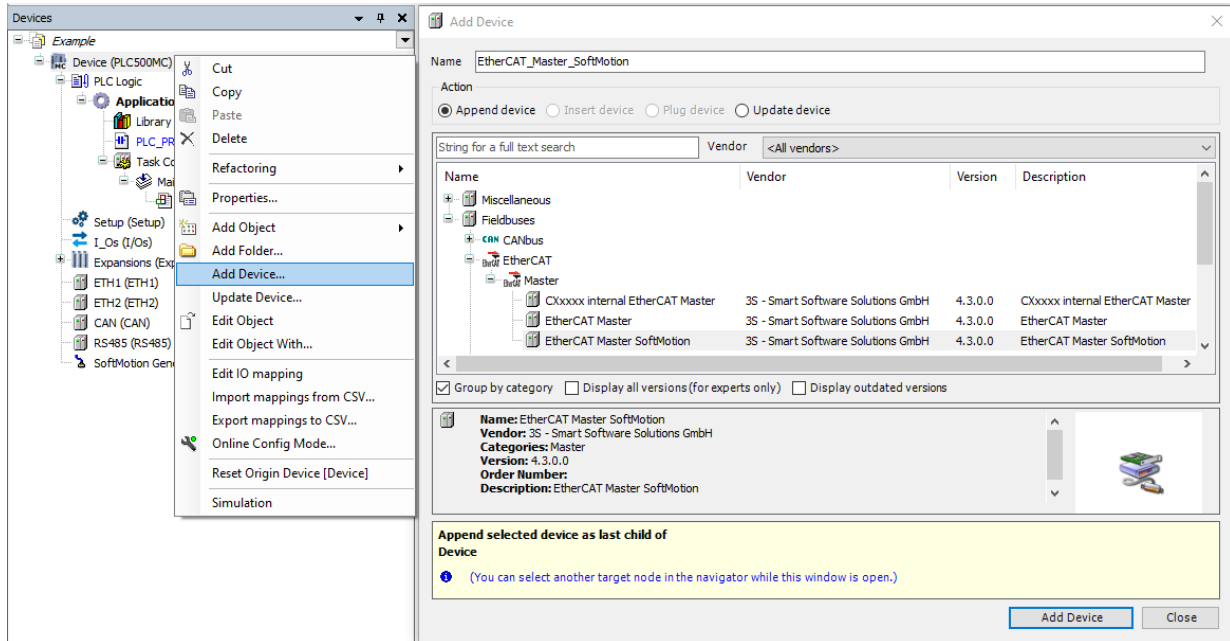 Devices
Example
Device (PLC500MC)
PLC Logic
Applicatio
Library
PLC_PR
Task Co
Mai
Setup (Setup)
I_Os (I/Os)
Expansions (Exp
ETH1 (ETH1)
ETH2 (ETH2)
CAN (CAN)
RS485 (RS485)
SoftMotion Gene
Cut
Copy
Paste
Delete
Refactoring
Properties...
Add Object
Add Folder...
Add Device...
Update Device...
Edit Object
Edit Object With...
Edit IO mapping
Import mappings from CSV...
Export mappings to CSV...
Online Config Mode...
Reset Origin Device [Device]
Simulation
Add Device
Name EtherCAT_Master_SoftMotion
Action
Append device Insert device Plug device Update device
String for a full text search Vendor <All vendors>
Name Vendor Version Description
Miscellaneous
Fieldbuses
CAN CANbus
EtherCAT EtherCAT
EtherCAT Master
CXxxxx internal EtherCAT Master 3S - Smart Software Solutions GmbH 4.3.0.0 CXxxxx internal EtherCAT Master
EtherCAT Master 3S - Smart Software Solutions GmbH 4.3.0.0 EtherCAT Master
EtherCAT Master SoftMotion 3S - Smart Software Solutions GmbH 4.3.0.0 EtherCAT Master SoftMotion
Group by category Display all versions (for experts only) Display outdated versions
Name: EtherCAT Master SoftMotion
Vendor: 3S - Smart Software Solutions GmbH
Categories: Master
Version: 4.3.0.0
Order Number:
Description: EtherCAT Master SoftMotion
Append selected device as last child of
Device
(You can select another target node in the navigator while this window is open.)
Add Device Close